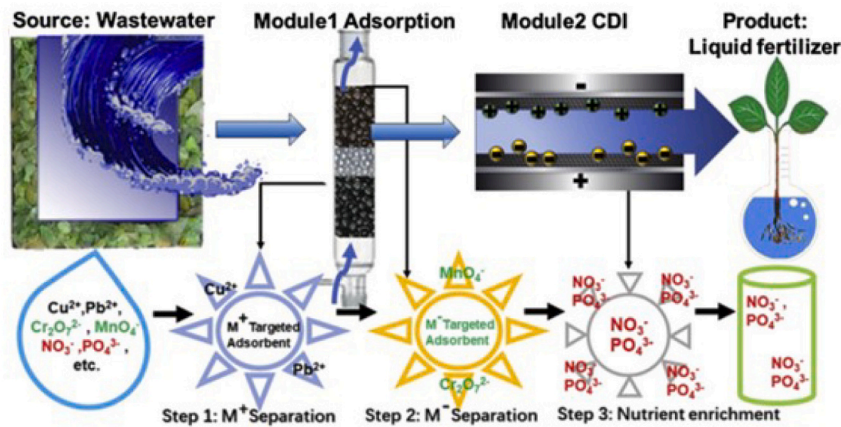 Source: Wastewater
Module1 Adsorption
Module2 CDI
Product:
Liquid fertilizer
-
+
Cu²⁺,Pb²⁺,
Cr₂O₇²⁻ , MnO₄⁻
NO₃⁻ ,PO₄³⁻ ,
etc.
Cu²⁺
M⁺Targeted
Adsorbent
Pb²⁺
MnO₄⁻
M⁻Targeted
Adsorbent
Cr₂O₇²⁻
NO₃⁻
PO₄³⁻
NO₃⁻
PO₄³⁻
NO₃⁻
PO₄³⁻
NO₃⁻
PO₄³⁻
NO₃⁻
PO₄³⁻
NO₃⁻,
PO₄³⁻
NO₃⁻
PO₄³⁻
Step 1: M⁺Separation
Step 2: M⁻Separation
Step 3: Nutrient enrichment